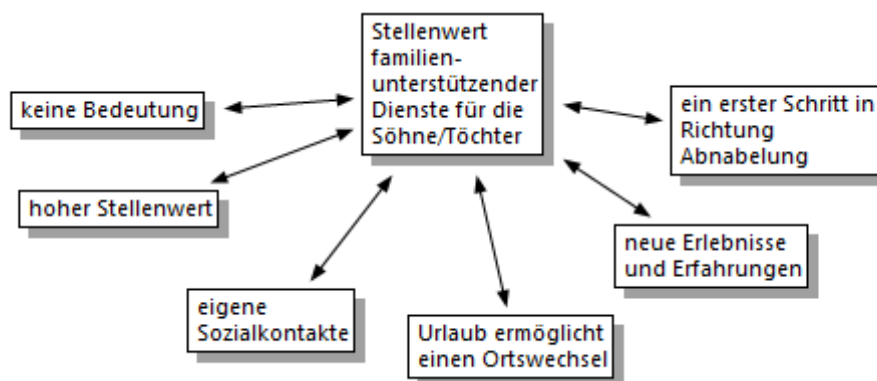 Stellenwert
familien-
unterstützender
Dienste für die
Söhne/Töchter
keine Bedeutung
ein erster Schritt in
Richtung
Abnabelung
hoher Stellenwert
neue Erlebnisse
und Erfahrungen
eigene
Sozialkontakte
Urlaub ermöglicht
einen Ortswechsel